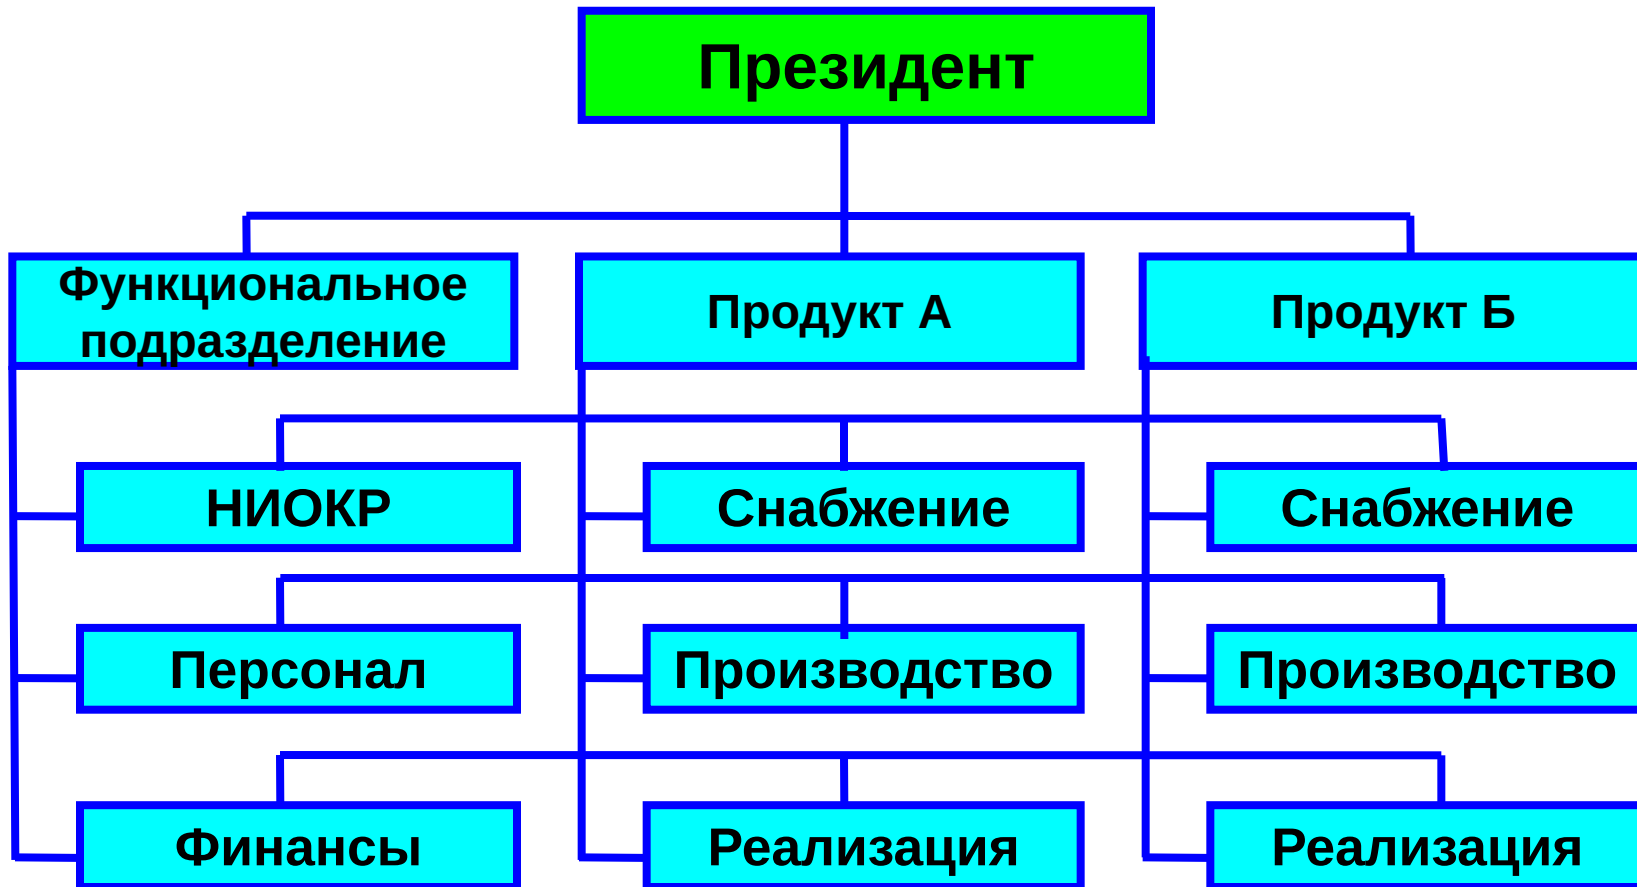 Президент
Функциональное
подразделение
Продукт А
Продукт Б
НИОКР
Снабжение
Снабжение
Персонал
Производство
Производство
Финансы
Реализация
Реализация